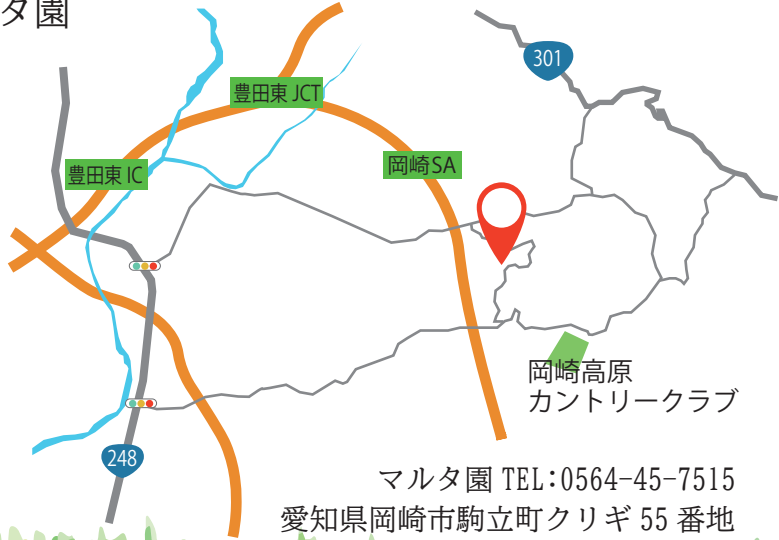 タ園
301
豊田東 JCT
岡崎SA
豊田東 IC
岡崎高原
カントリークラブ
248
マルタ園 TEL:0564-45-7515
愛知県岡崎市駒立町クリギ 55 番地